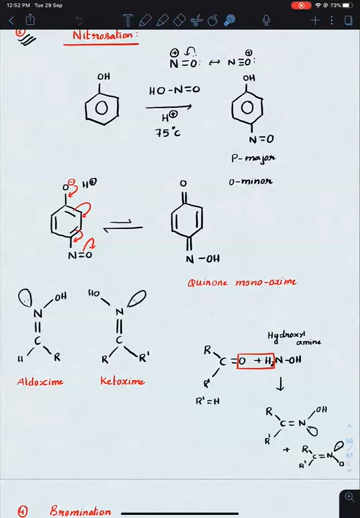 12:52 PM Tue 29 Sep
73%
Nitrosation
N=O: ↔ N≡O:
OH
HO-N=O
H⊕
75°C
OH
N=O
P-major
O-minor
O⊖ H⊕
O
N=O
N-OH
Quinone mono-oxime
N OH
HO N
C
H R
C
R R'
Aldoxime
Ketoxime
Hydroxyl
amine
R
C=O + H₂N-OH
R'
R'=H
R OH
C=N
R'
+ R
C=N
R' O
④ Bromination